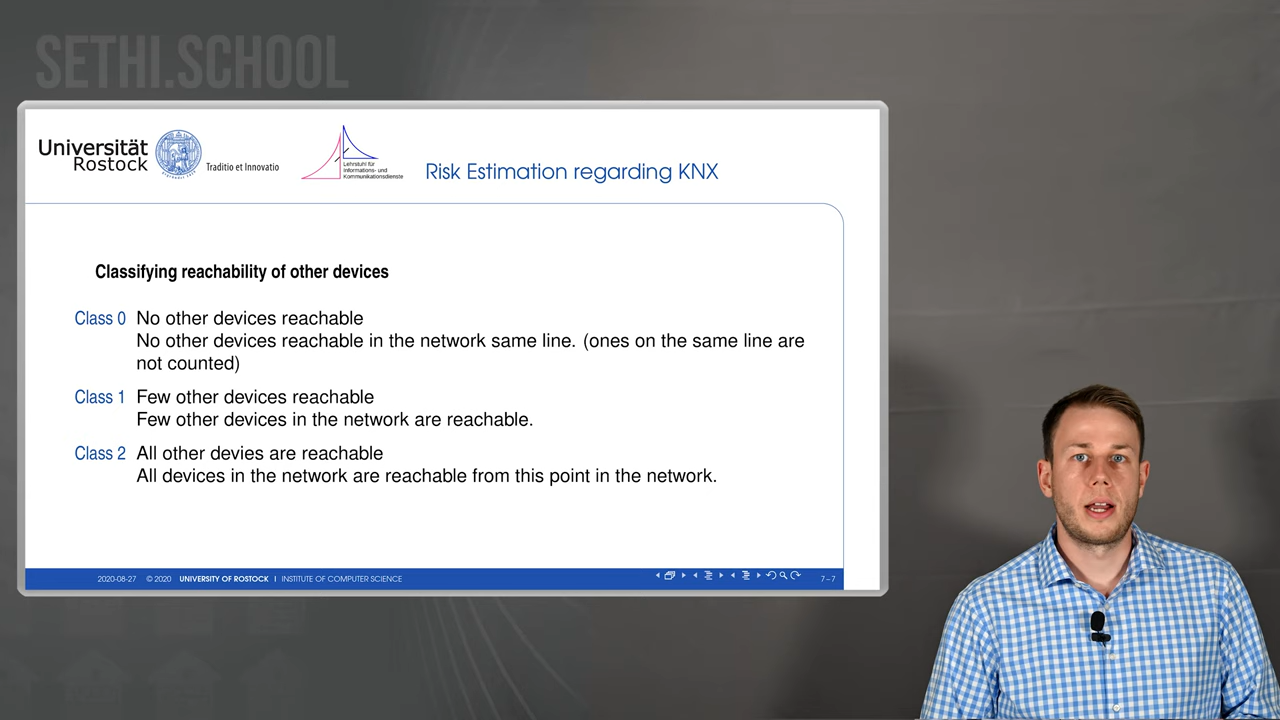 SETHI.SCHOOL
Universität
Rostock
Traditio et Innovatio
Lehrstuhl für
Informations- und
Kommunikationsdienste
Risk Estimation regarding KNX
Classifying reachability of other devices
Class 0 No other devices reachable
No other devices reachable in the network same line. (ones on the same line are
not counted)
Class 1 Few other devices reachable
Few other devices in the network are reachable.
Class 2 All other devies are reachable
All devices in the network are reachable from this point in the network.
2020-08-27 © 2020 UNIVERSITY OF ROSTOCK | INSTITUTE OF COMPUTER SCIENCE 7–7